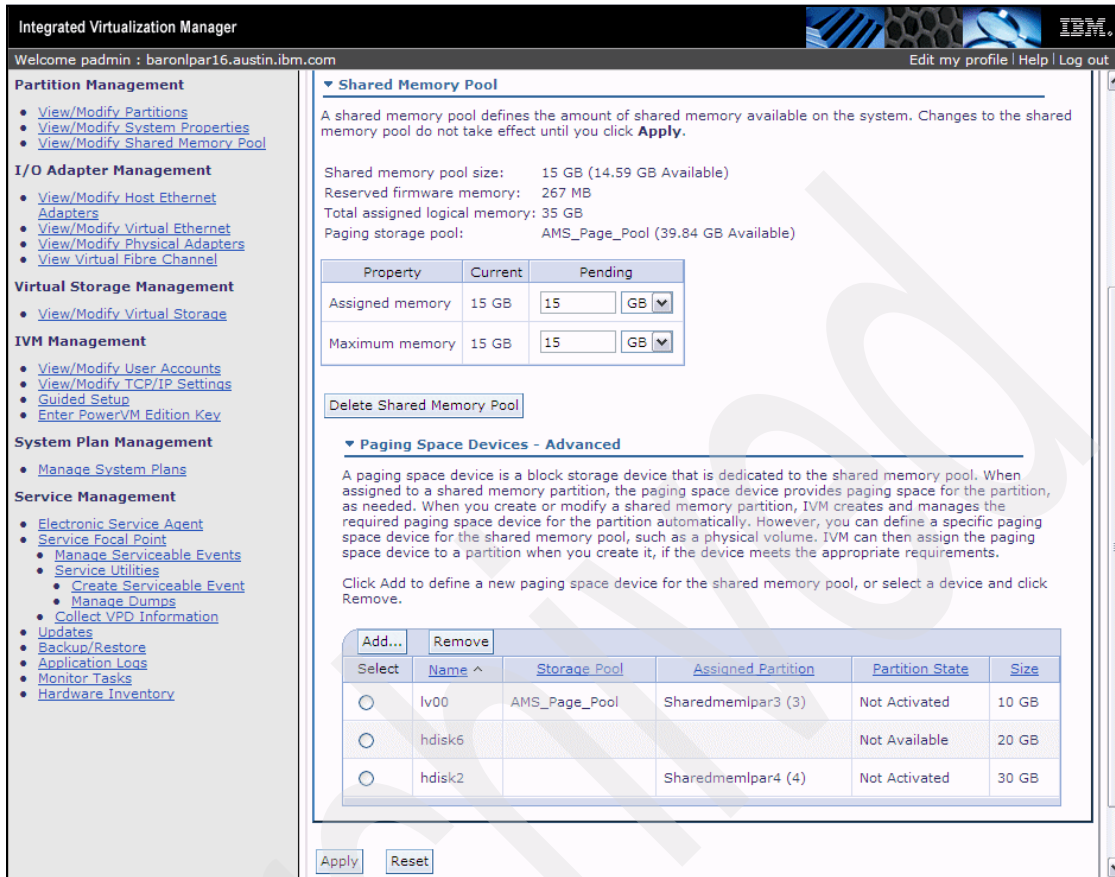 Integrated Virtualization Manager
IBM.
Welcome padmin : baronlpar16.austin.ibm.com
Edit my profile | Help | Log out
Partition Management
View/Modify Partitions
View/Modify System Properties
View/Modify Shared Memory Pool
I/O Adapter Management
View/Modify Host Ethernet
Adapters
View/Modify Virtual Ethernet
View/Modify Physical Adapters
View Virtual Fibre Channel
Virtual Storage Management
View/Modify Virtual Storage
IVM Management
View/Modify User Accounts
View/Modify TCP/IP Settings
Guided Setup
Enter PowerVM Edition Key
System Plan Management
Manage System Plans
Service Management
Electronic Service Agent
Service Focal Point
Manage Serviceable Events
Service Utilities
Create Serviceable Event
Manage Dumps
Collect VPD Information
Updates
Backup/Restore
Application Logs
Monitor Tasks
Hardware Inventory
Shared Memory Pool
A shared memory pool defines the amount of shared memory available on the system. Changes to the shared
memory pool do not take effect until you click Apply.
Shared memory pool size: 15 GB (14.59 GB Available)
Reserved firmware memory: 267 MB
Total assigned logical memory: 35 GB
Paging storage pool: AMS_Page_Pool (39.84 GB Available)
Property Current Pending
Assigned memory 15 GB 15 GB
Maximum memory 15 GB 15 GB
Delete Shared Memory Pool
Paging Space Devices - Advanced
A paging space device is a block storage device that is dedicated to the shared memory pool. When
assigned to a shared memory partition, the paging space device provides paging space for the partition,
as needed. When you create or modify a shared memory partition, IVM creates and manages the
required paging space device for the partition automatically. However, you can define a specific paging
space device for the shared memory pool, such as a physical volume. IVM can then assign the paging
space device to a partition when you create it, if the device meets the appropriate requirements.
Click Add to define a new paging space device for the shared memory pool, or select a device and click
Remove.
Add... Remove
Select Name ^ Storage Pool Assigned Partition Partition State Size
lv00 AMS_Page_Pool Sharedmemlpar3 (3) Not Activated 10 GB
hdisk6 Not Available 20 GB
hdisk2 Sharedmemlpar4 (4) Not Activated 30 GB
Apply Reset